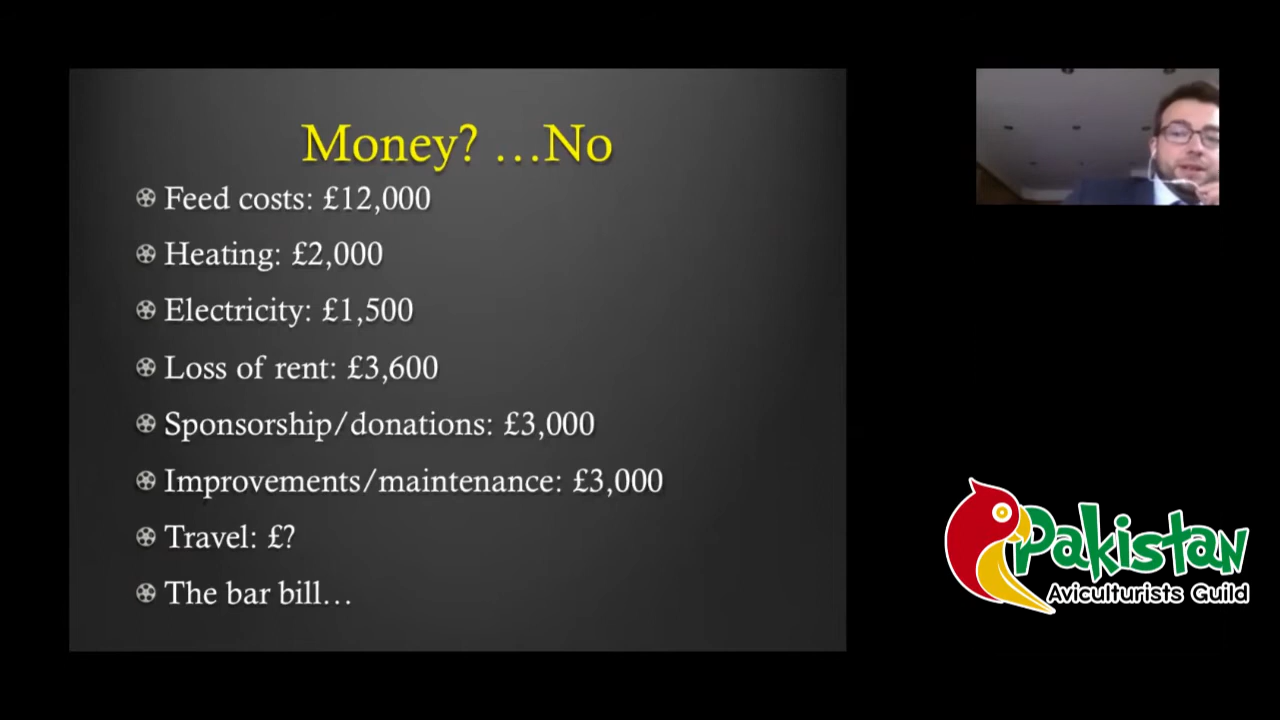 Money? …No
Feed costs: £12,000
Heating: £2,000
Electricity: £1,500
Loss of rent: £3,600
Sponsorship/donations: £3,000
Improvements/maintenance: £3,000
Travel: £?
The bar bill…
Pakistan
Aviculturists Guild